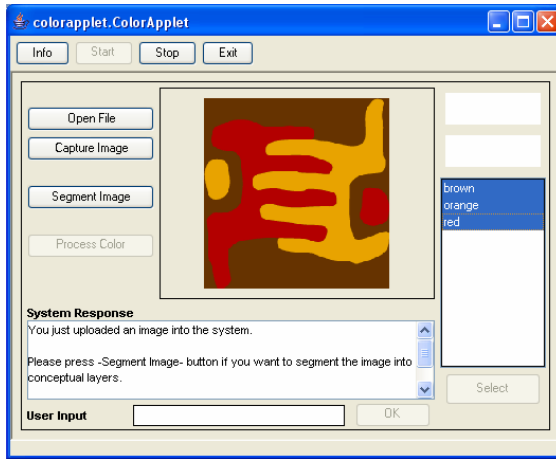 colorapplet.ColorApplet
Info Start Stop Exit
Open File
Capture Image
Segment Image
Process Color
brown
orange
red
System Response
You just uploaded an image into the system.
Please press -Segment Image- button if you want to segment the image into
conceptual layers.
Select
User Input OK